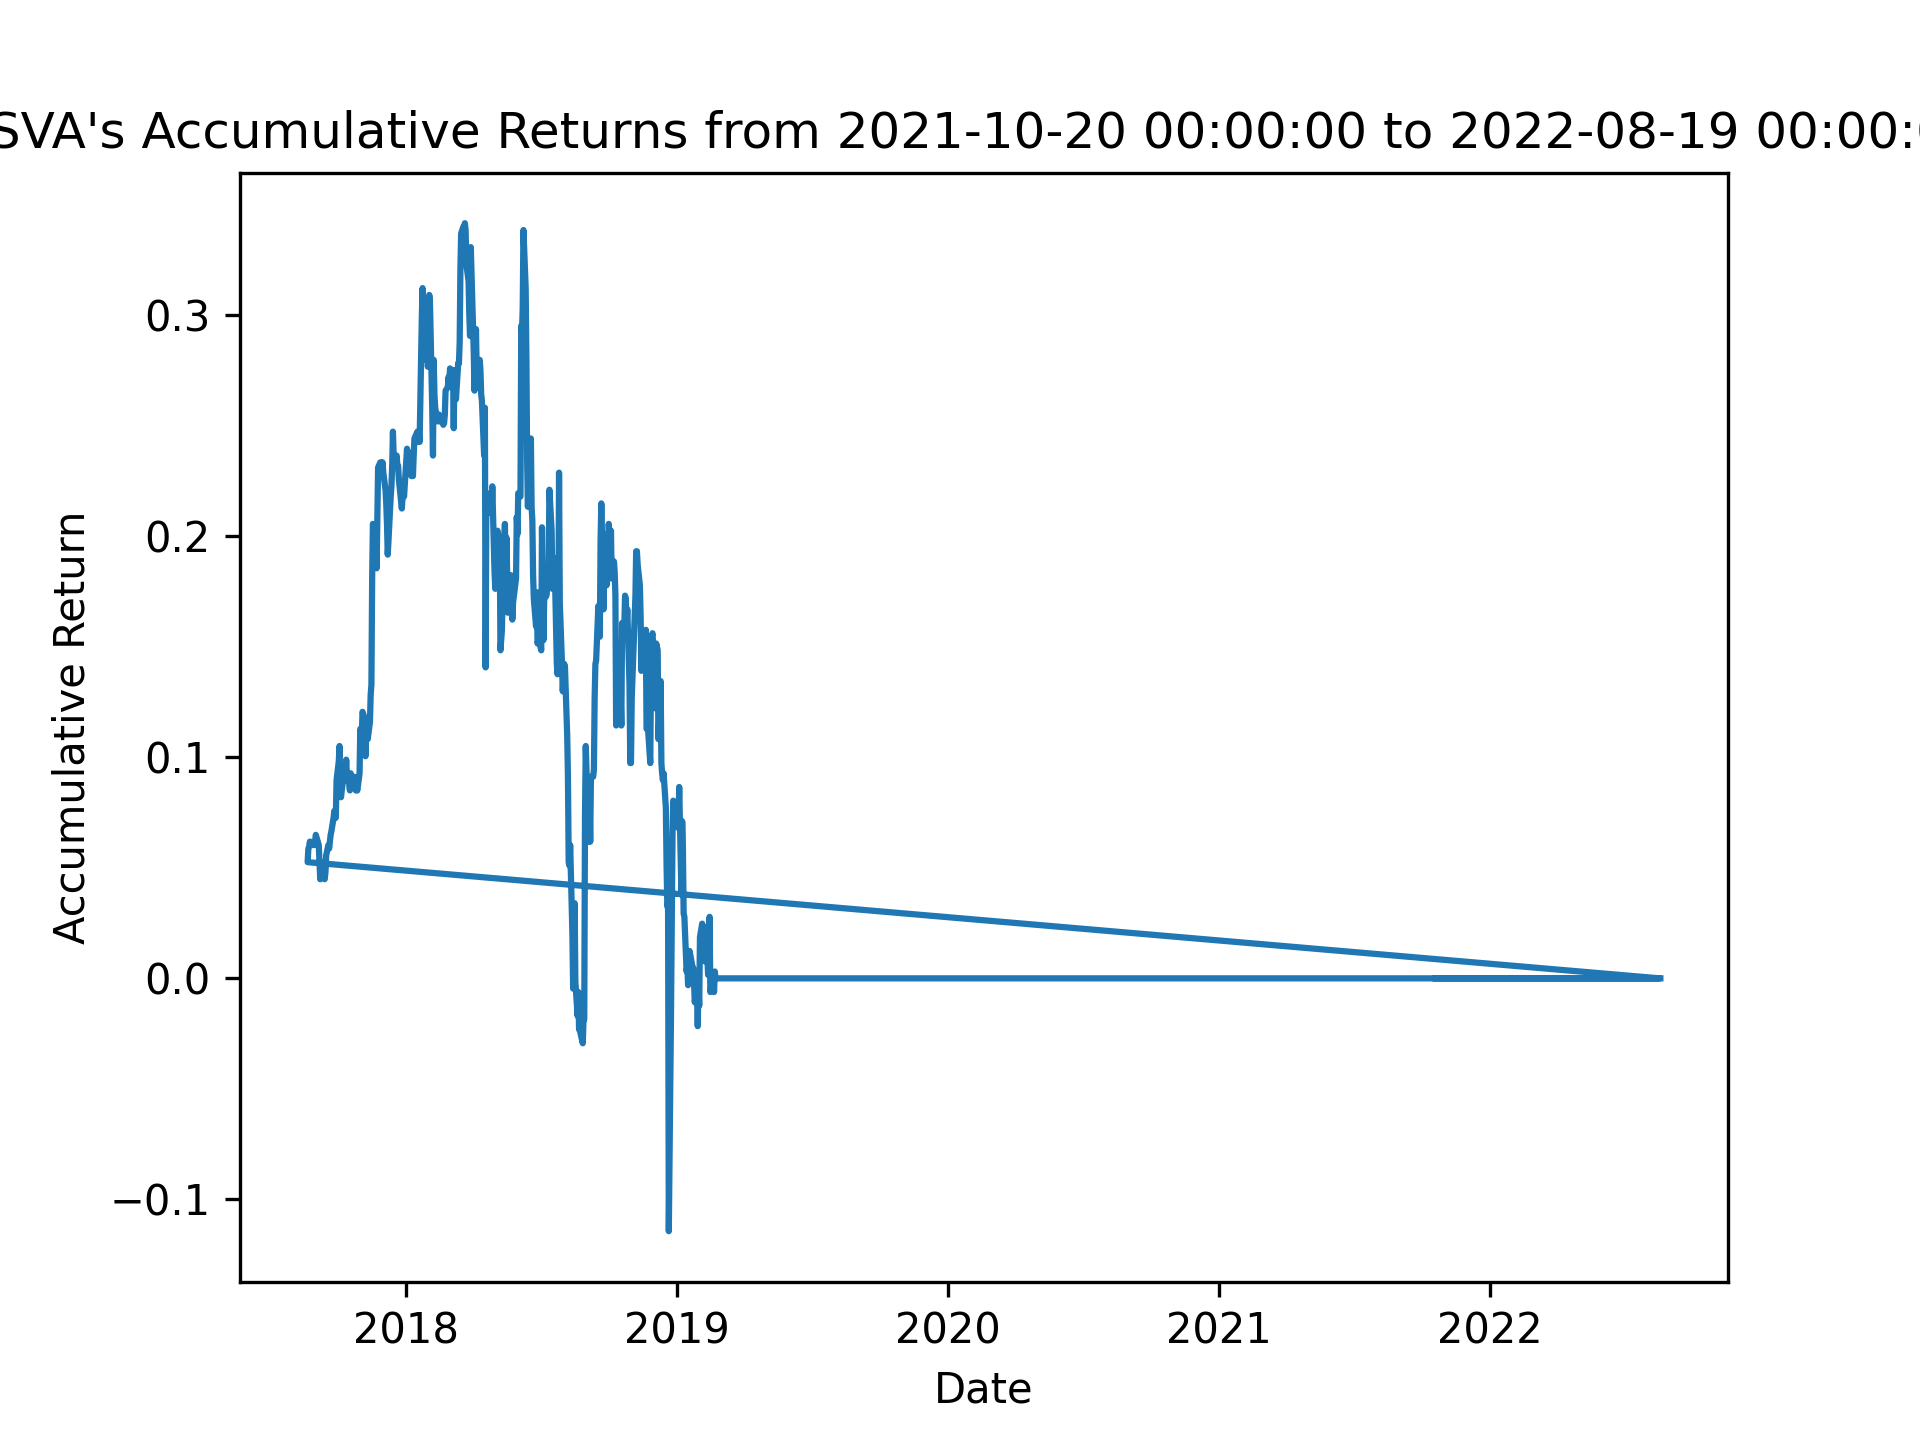 SVA's Accumulative Returns from 2021-10-20 00:00:00 to 2022-08-19 00:00:
Accumulative Return
0.3
0.2
0.1
0.0
−0.1
2018 2019 2020 2021 2022
Date